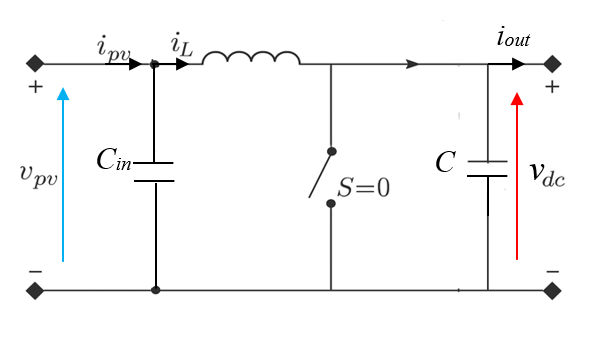 i_pv i_L i_out
+ +
v_pv C_in C v_dc
S=0
− −